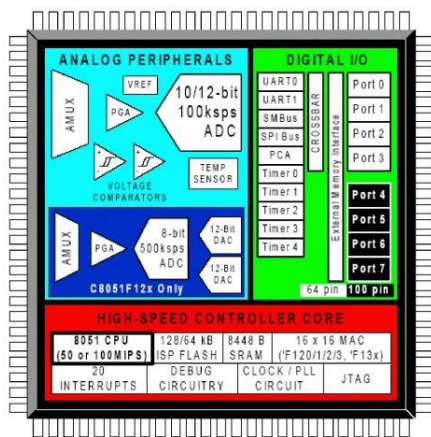 ANALOG PERIPHERALS
AMUX
PGA
VREF
10/12-bit
100ksps
ADC
TEMP
SENSOR
VOLTAGE
COMPARATORS
AMUX
PGA
8-bit
500ksps
ADC
12-Bit
DAC
12-Bit
DAC
C8051F12x Only
DIGITAL I/O
UART0
UART1
SMBus
SPI Bus
PCA
Timer 0
Timer 1
Timer 2
Timer 3
Timer 4
CROSSBAR
External Memory Interface
Port 0
Port 1
Port 2
Port 3
Port 4
Port 5
Port 6
Port 7
64 pin 100 pin
HIGH-SPEED CONTROLLER CORE
8051 CPU
(50 or 100MIPS)
128/64 kB
ISP FLASH
8448 B
SRAM
16 x 16 MAC
('F120/1/2/3, 'F13x)
20
INTERRUPTS
DEBUG
CIRCUITRY
CLOCK / PLL
CIRCUIT
JTAG